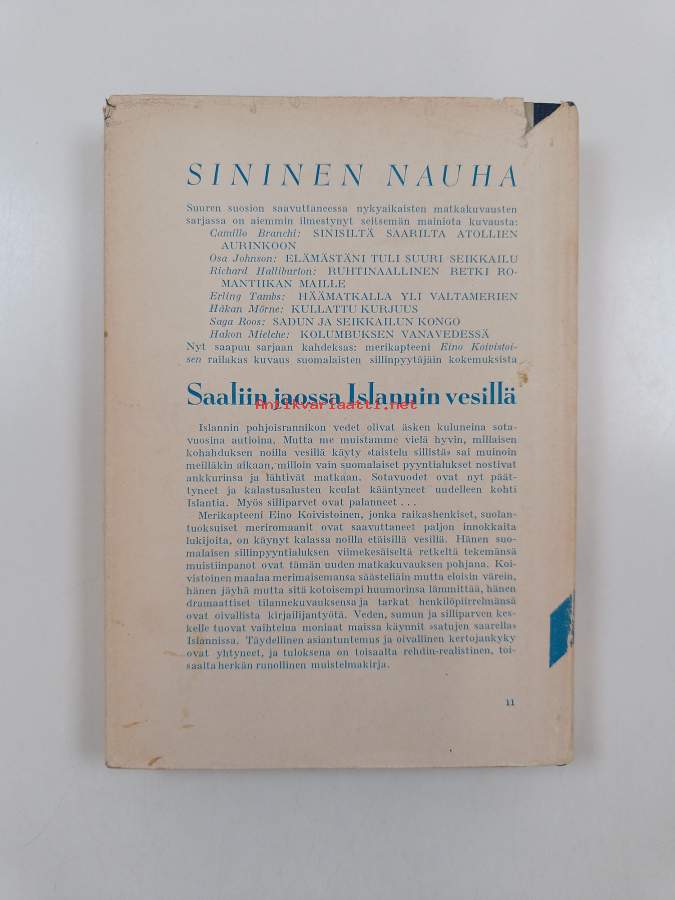 SININEN NAUHA
Suuren suosion saavuttaneessa nykyaikaisten matkakuvausten
sarjassa on aiemmin ilmestynyt seitsemän mainiota kuvausta:
Camillo Branchi: SINISILTÄ SAARILTA ATOLLIEN
AURINKOON
Osa Johnson: ELÄMÄSTÄNI TULI SUURI SEIKKAILU
Richard Halliburton: RUHTINAALLINEN RETKI RO-
MANTIIKAN MAILLE
Erling Tambs: HÄÄMATKALLA YLI VALTAMERIEN
Håkan Mörne: KULLATTU KURJUUS
Saga Roos: SADUN JA SEIKKAILUN KONGO
Hakon Mielche: KOLUMBUKSEN VANAVEDESSÄ
Nyt saapuu sarjaan kahdeksas: merikapteeni Eino Koivistoi-
sen railakas kuvaus suomalaisten sillinpyytäjäin kokemuksista
Saaliin jaossa Islannin vesillä
Antikvariaatti.net
Islannin pohjoisrannikon vedet olivat äsken kuluneina sota-
vuosina autioina. Mutta me muistamme vielä hyvin, millaisen
kohahduksen noilla vesillä käyty »taistelu sillistä» sai muinoin
meilläkin aikaan, milloin vain suomalaiset pyyntialukset nostivat
ankkurinsa ja lähtivät matkaan. Sotavuodet ovat nyt päät-
tyneet ja kalastusalusten keulat kääntyneet uudelleen kohti
Islantia. Myös silliparvet ovat palanneet . . .
Merikapteeni Eino Koivistoinen, jonka raikashenkiset, suolan-
tuoksuiset meriromaanit ovat saavuttaneet paljon innokkaita
lukijoita, on käynyt kalassa noilla etäisillä vesillä. Hänen suo-
malaisen sillinpyyntialuksen viimekesäiseltä retkeltä tekemänsä
muistiinpanot ovat tämän uuden matkakuvauksen pohjana. Koi-
vistoinen maalaa merimaisemansa säästeliäin mutta eloisin värein,
hänen jäyhä mutta sitä kotoisempi huumorinsa lämmittää, hänen
dramaattiset tilannekuvauksensa ja tarkat henkilöpiirrelmänsä
ovat oivallista kirjailijantyötä. Veden, sumun ja silliparven kes-
kelle tuovat vaihtelua moniaat maissa käynnit »satujen saarella»
Islannissa. Täydellinen asiantuntemus ja oivallinen kertojankyky
ovat yhtyneet, ja tuloksena on toisaalta rehdin-realistinen, toi-
saalta herkän runollinen muistelmakirja.
11